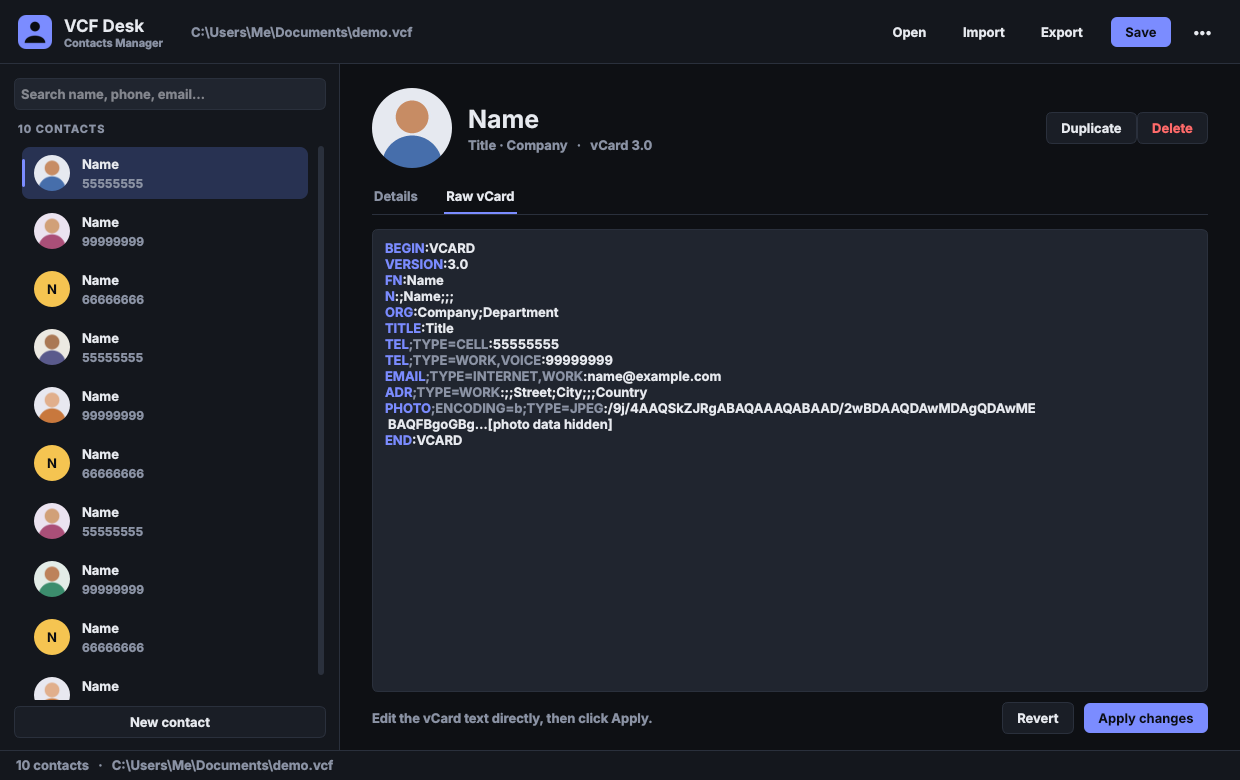 VCF Desk
Contacts Manager
C:\Users\Me\Documents\demo.vcf
Open
Import
Export
Save
•••
Search name, phone, email...
10 CONTACTS
Name
55555555
Name
99999999
N
Name
66666666
Name
55555555
Name
99999999
N
Name
66666666
Name
55555555
Name
99999999
N
Name
66666666
Name
New contact
Name
Title · Company · vCard 3.0
Duplicate
Delete
Details
Raw vCard
BEGIN:VCARD
VERSION:3.0
FN:Name
N:;Name;;;
ORG:Company;Department
TITLE:Title
TEL;TYPE=CELL:55555555
TEL;TYPE=WORK,VOICE:99999999
EMAIL;TYPE=INTERNET,WORK:name@example.com
ADR;TYPE=WORK:;;Street;City;;;Country
PHOTO;ENCODING=b;TYPE=JPEG:/9j/4AAQSkZJRgABAQAAAQABAAD/2wBDAAQDAwMDAgQDAwME
BAQFBgoGBg...[photo data hidden]
END:VCARD
Edit the vCard text directly, then click Apply.
Revert
Apply changes
10 contacts · C:\Users\Me\Documents\demo.vcf